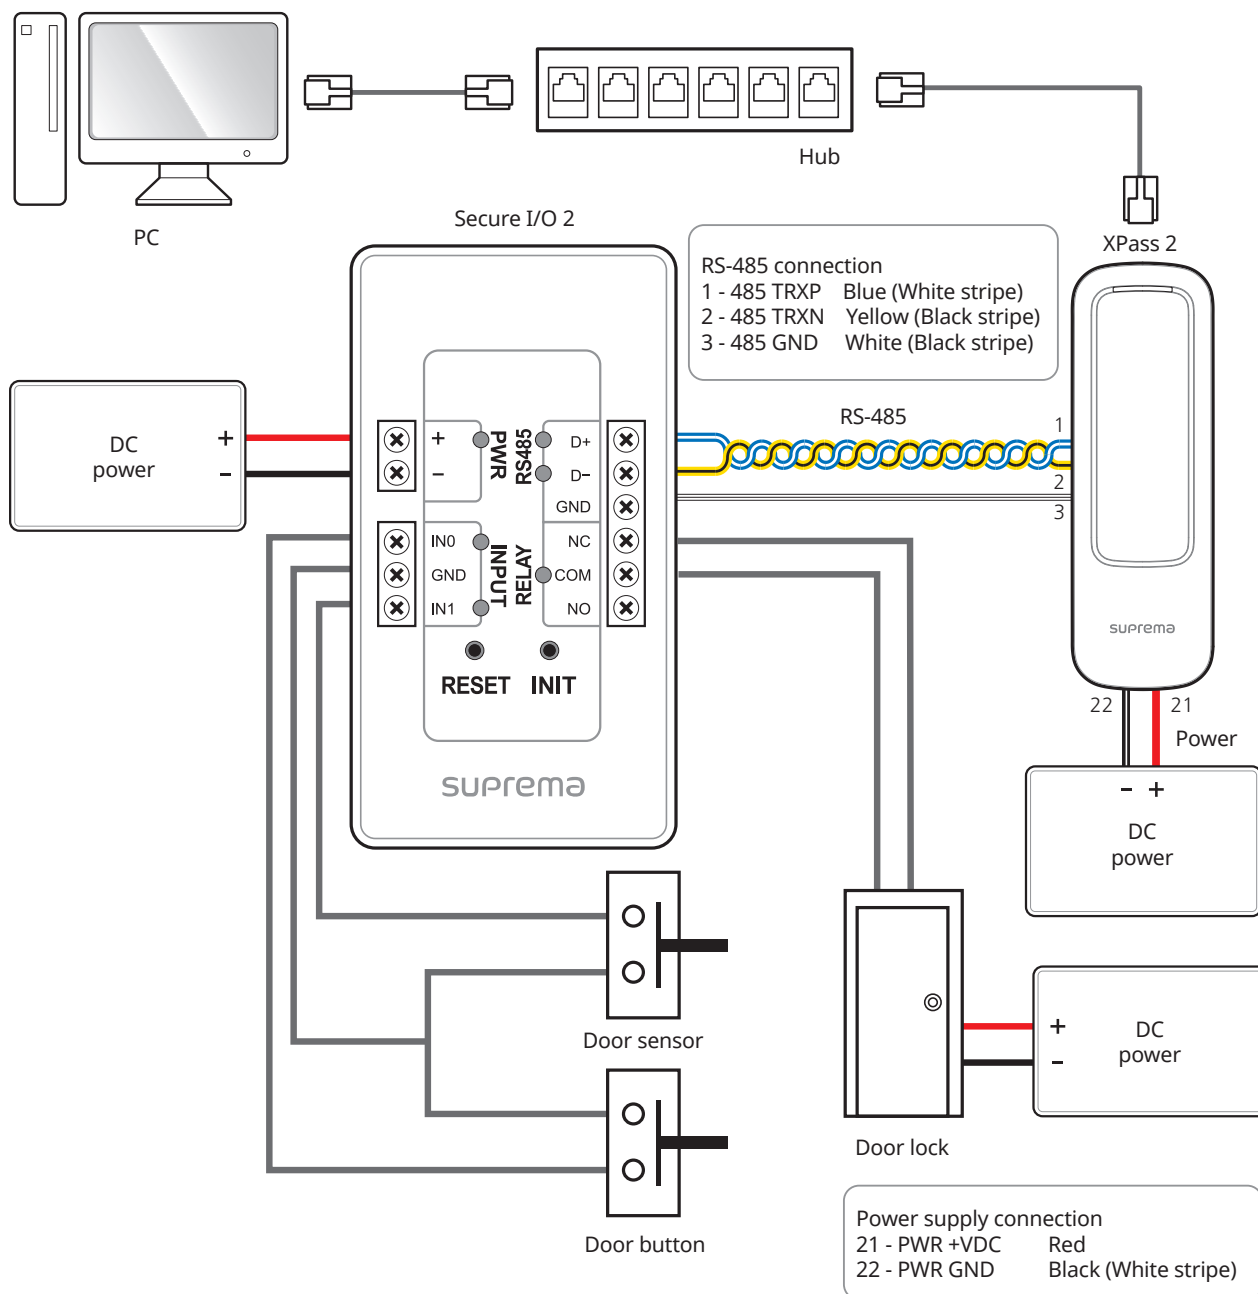 Hub
PC
Secure I/O 2
XPass 2
RS-485 connection
1 - 485 TRXP Blue (White stripe)
2 - 485 TRXN Yellow (Black stripe)
3 - 485 GND White (Black stripe)
DC
power
+
−
+
−
PWR
RS485
D+
D−
GND
IN0
GND
IN1
INPUT
RELAY
NC
COM
NO
RESET INIT
suprema
RS-485
1
2
3
suprema
22
21
Power
− +
DC
power
Door sensor
Door button
Door lock
+
−
DC
power
Power supply connection
21 - PWR +VDC Red
22 - PWR GND Black (White stripe)